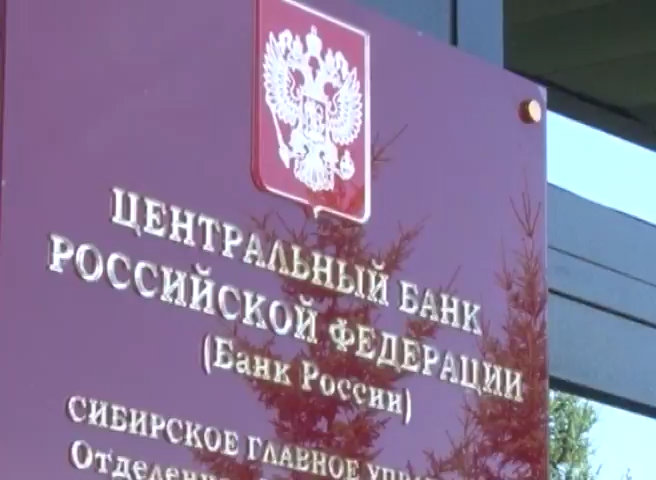 ЦЕНТРАЛЬНЫЙ БАНК
РОССИЙСКОЙ ФЕДЕРАЦИИ
(Банк России)
СИБИРСКОЕ ГЛАВНОЕ